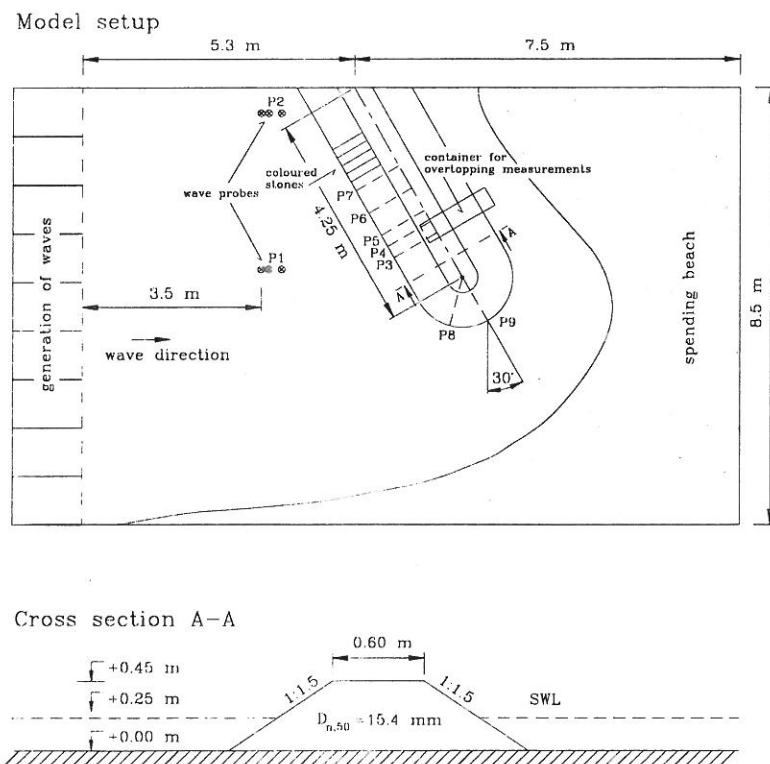 Model setup
5.3 m
7.5 m
P2
coloured
stones
container for
overtopping measurements
wave probes
P7
P6
P5
P4
P3
4.25 m
P1
A
A
3.5 m
generation of waves
wave direction
P8
P9
30°
spending beach
8.5 m
Cross section A-A
0.60 m
+0.45 m
1:1.5
1:1.5
+0.25 m
SWL
Dn,50 = 15.4 mm
+0.00 m